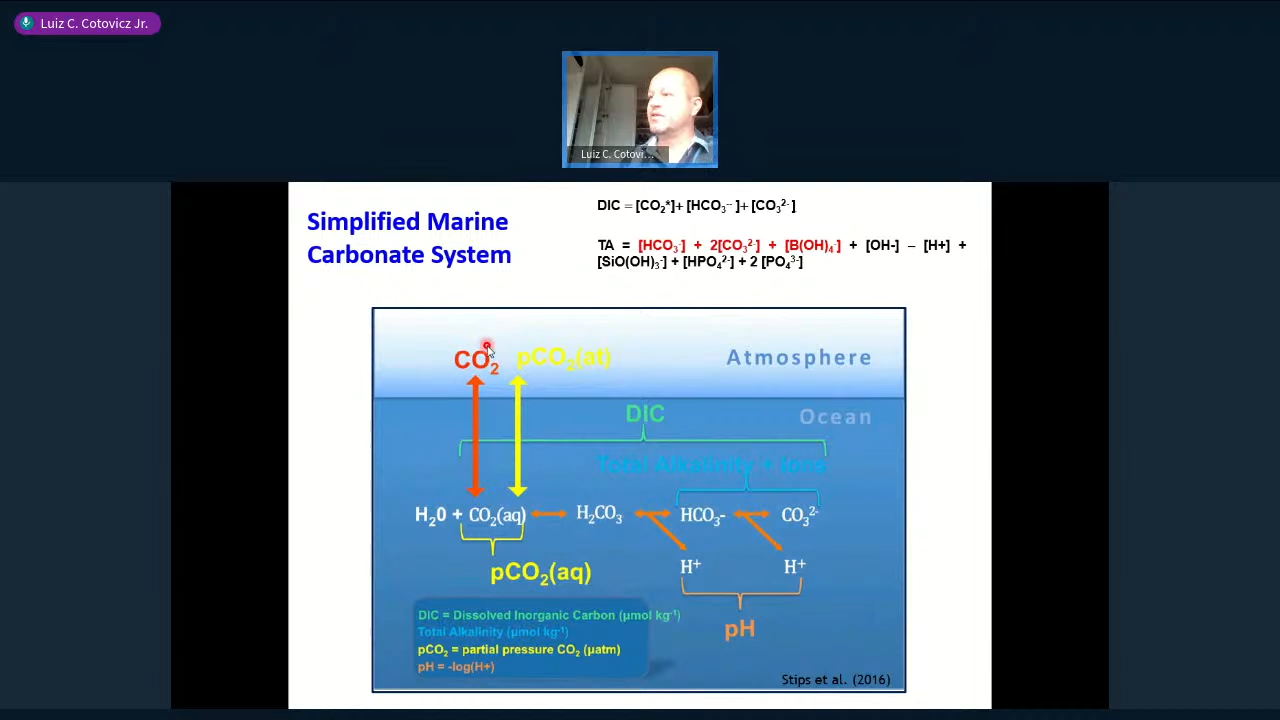 Luiz C. Cotovicz Jr.
Luiz C. Cotovi...
Simplified Marine
Carbonate System
DIC = [CO₂*]+ [HCO₃⁻⁻ ]+ [CO₃²⁻]
TA = [HCO₃⁻] + 2[CO₃²⁻] + [B(OH)₄⁻] + [OH-] – [H+] +
[SiO(OH)₃⁻] + [HPO₄²⁻] + 2 [PO₄³⁻]
CO₂ pCO₂(at) Atmosphere
DIC Ocean
Total Alkalinity + Ions
H₂0 + CO₂(aq) H₂CO₃ HCO₃- CO₃²⁻
pCO₂(aq) H⁺ H⁺
pH
DIC = Dissolved Inorganic Carbon (µmol kg⁻¹)
Total Alkalinity (µmol kg⁻¹)
pCO₂ = partial pressure CO₂ (µatm)
pH = -log(H+)
Stips et al. (2016)